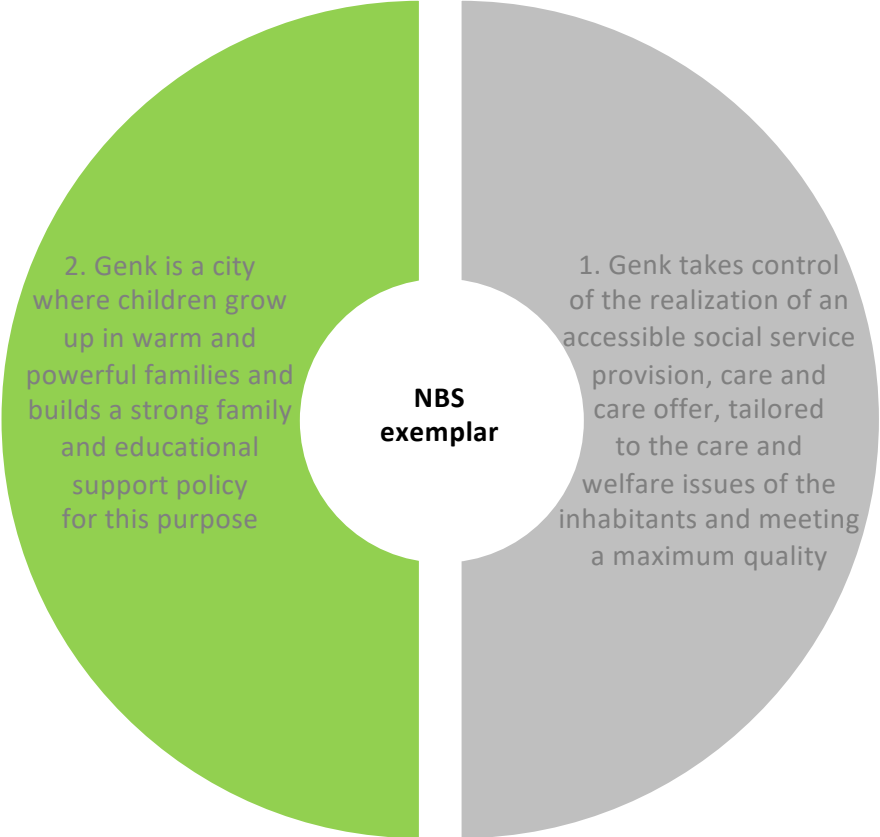 2. Genk is a city
where children grow
up in warm and
powerful families and
builds a strong family
and educational
support policy
for this purpose
NBS
exemplar
1. Genk takes control
of the realization of an
accessible social service
provision, care and
care offer, tailored
to the care and
welfare issues of the
inhabitants and meeting
a maximum quality